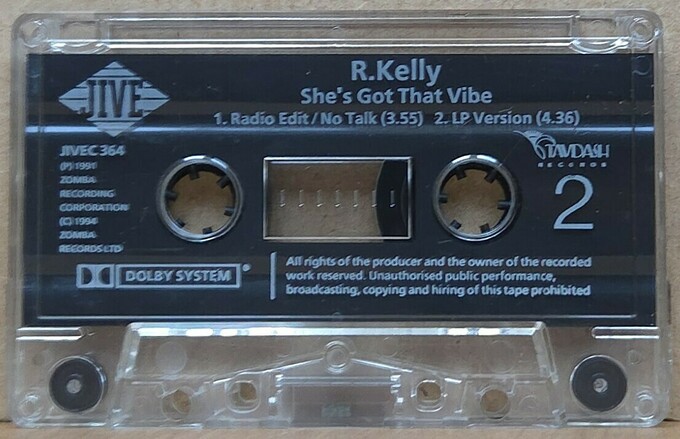 JIVE
R.Kelly
She's Got That Vibe
1. Radio Edit / No Talk (3.55) 2. LP Version (4.36)
JIVEC 364
(P) 1991
ZOMBA
RECORDING
CORPORATION
(C) 1994
ZOMBA
RECORDS LTD
TAVDASH
RECORDS
2
DOLBY SYSTEM
All rights of the producer and the owner of the recorded
work reserved. Unauthorised public performance,
broadcasting, copying and hiring of this tape prohibited